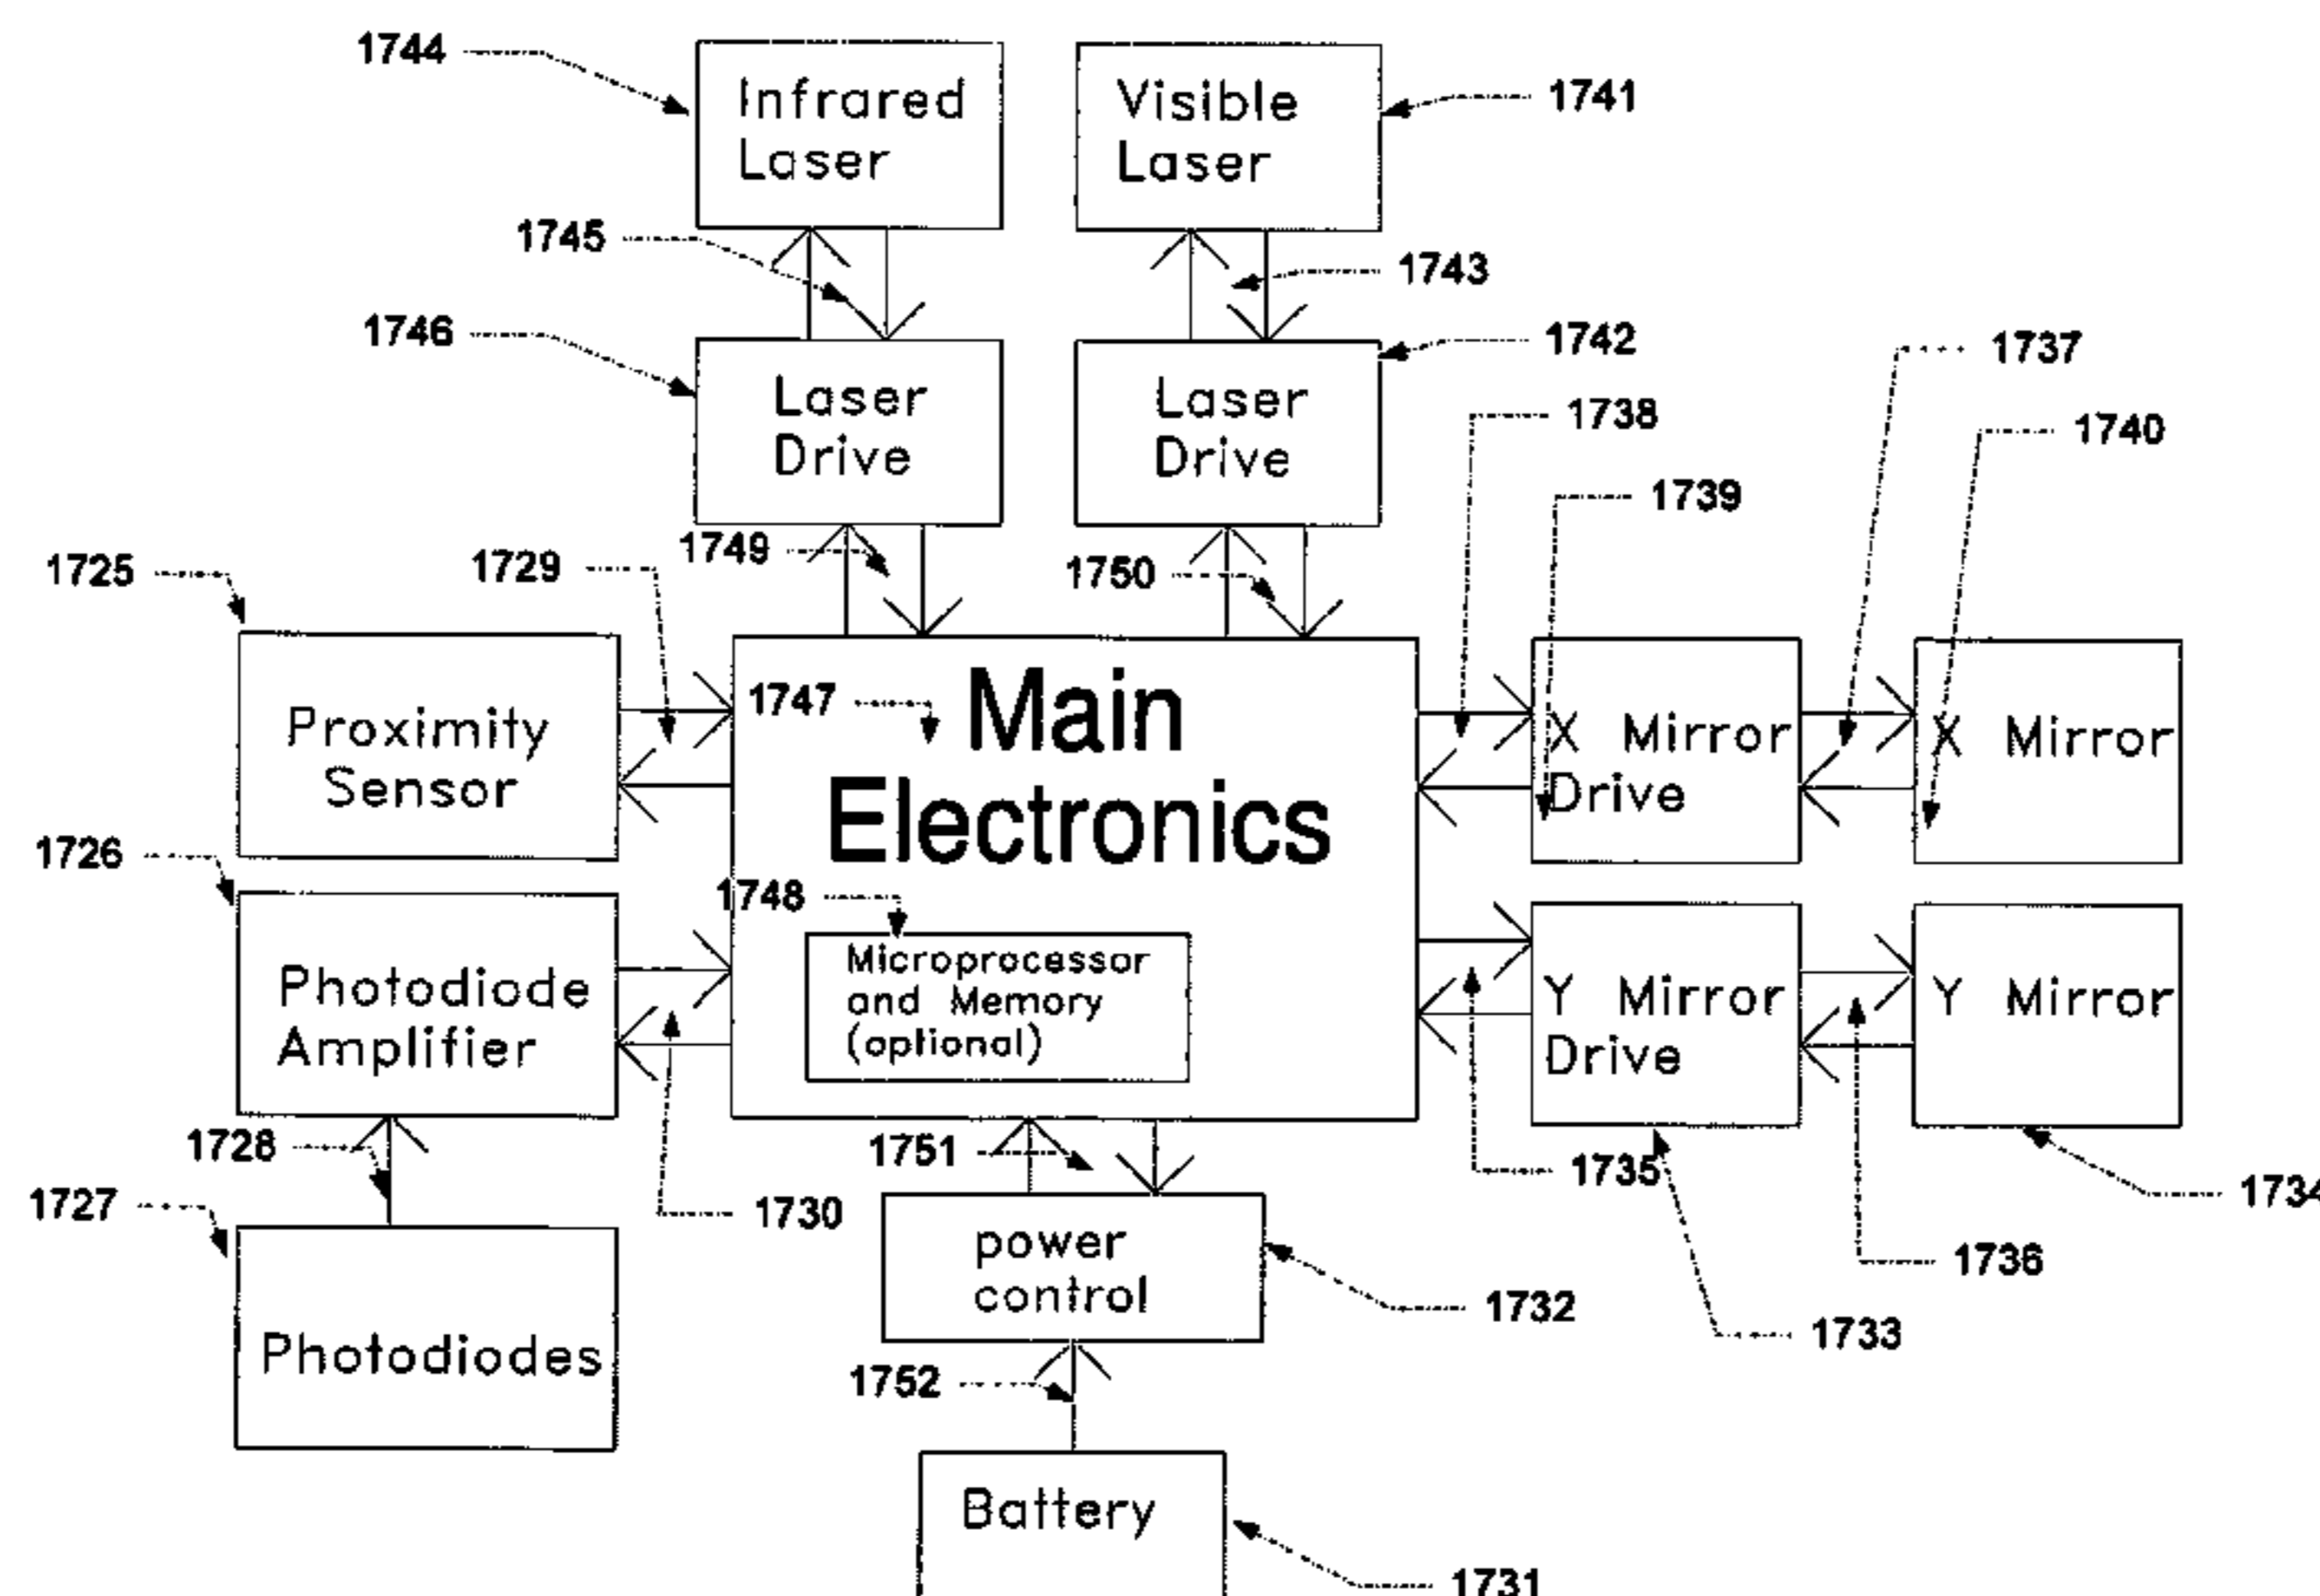 1744
Infrared
Laser
Visible
Laser
1741
1745
1743
1746
Laser
Drive
Laser
Drive
1742
1737
1738
1740
1739
1725
1729
1749
1750
Proximity
Sensor
1747
Main
Electronics
X Mirror
Drive
X Mirror
1726
1748
Photodiode
Amplifier
Microprocessor
and Memory
(optional)
Y Mirror
Drive
Y Mirror
1728
1751
1735
1734
1727
1730
power
control
1736
1732
1733
Photodiodes
1752
Battery
1731